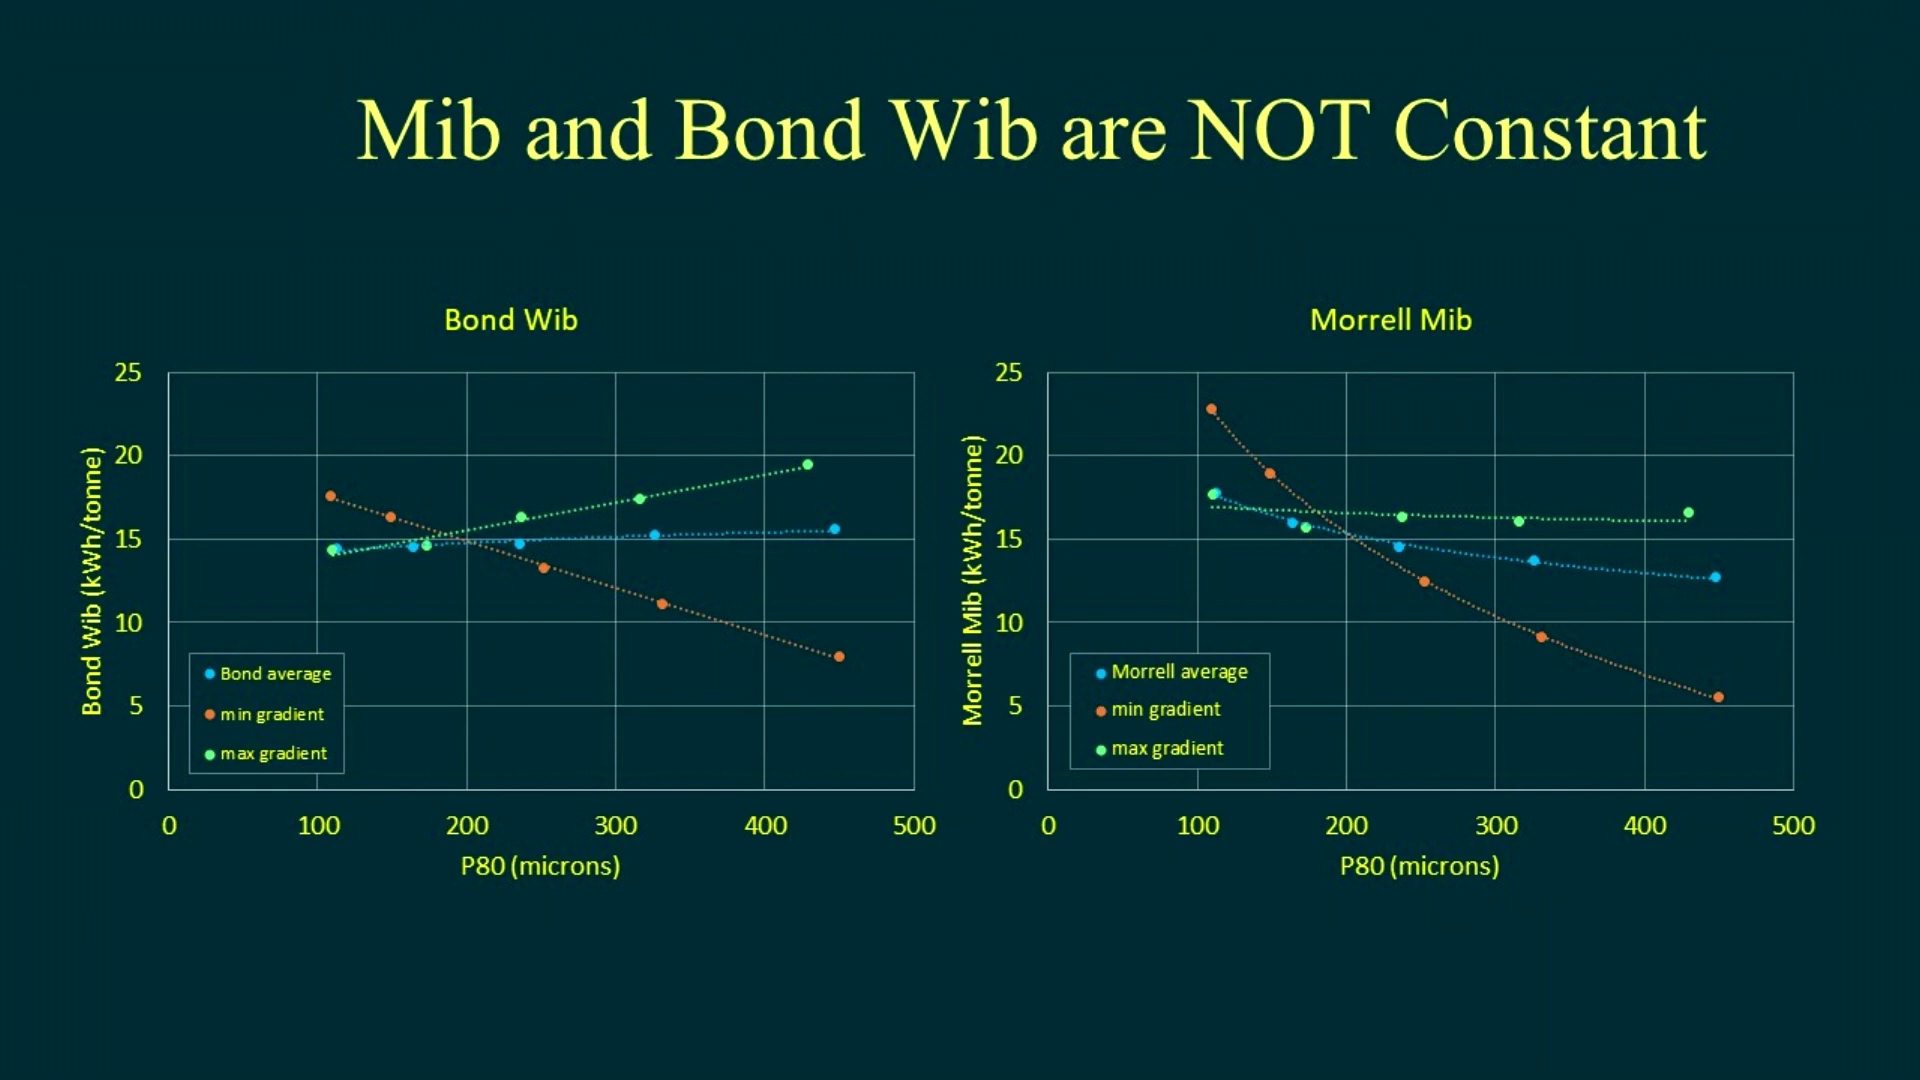 Mib and Bond Wib are NOT Constant
Bond Wib
25
20
15
10
5
0
Bond Wib (kWh/tonne)
Bond average
min gradient
max gradient
0 100 200 300 400 500
P80 (microns)
Morrell Mib
25
20
15
10
5
0
Morrell Mib (kWh/tonne)
Morrell average
min gradient
max gradient
0 100 200 300 400 500
P80 (microns)